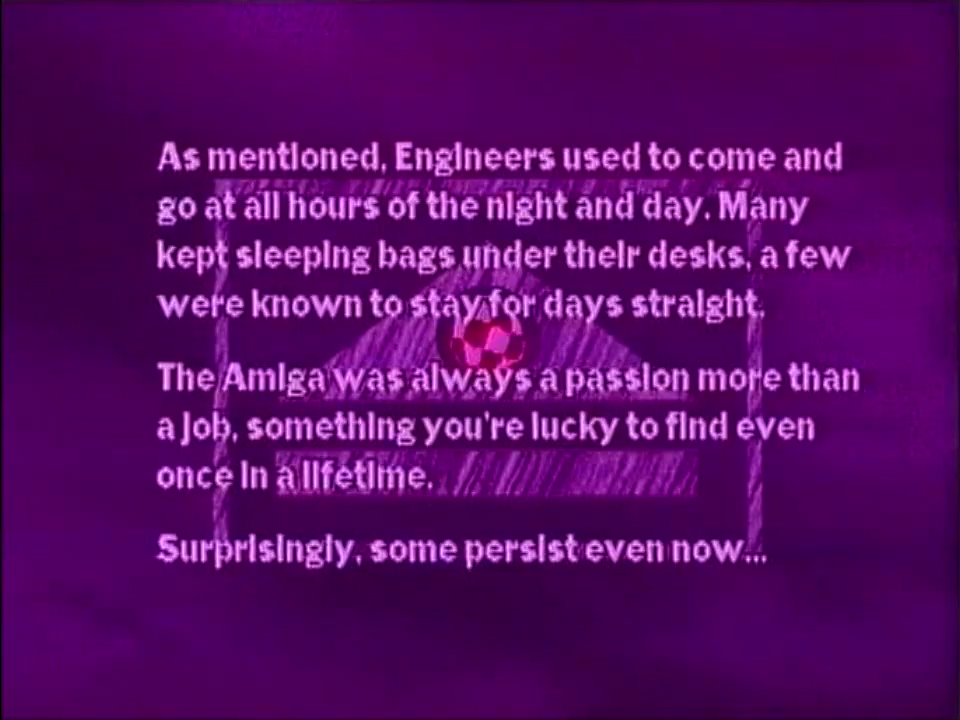 As mentioned, Engineers used to come and
go at all hours of the night and day. Many
kept sleeping bags under their desks, a few
were known to stay for days straight.
The Amiga was always a passion more than
a job, something you're lucky to find even
once in a lifetime.
Surprisingly, some persist even now...